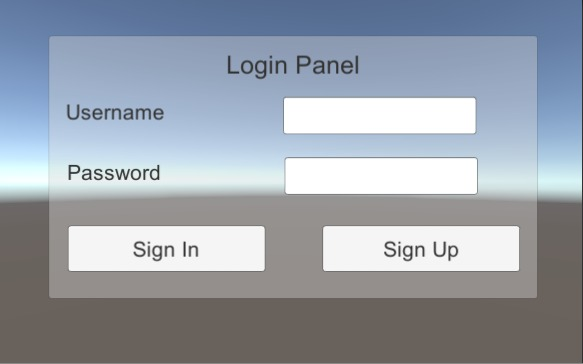 Login Panel
Username
Password
Sign In
Sign Up